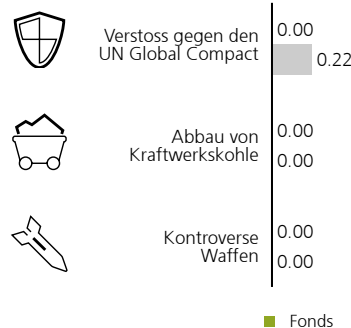 Verstoss gegen den
UN Global Compact
0.00
0.22
Abbau von
Kraftwerkskohle
0.00
0.00
Kontroverse
Waffen
0.00
0.00
Fonds